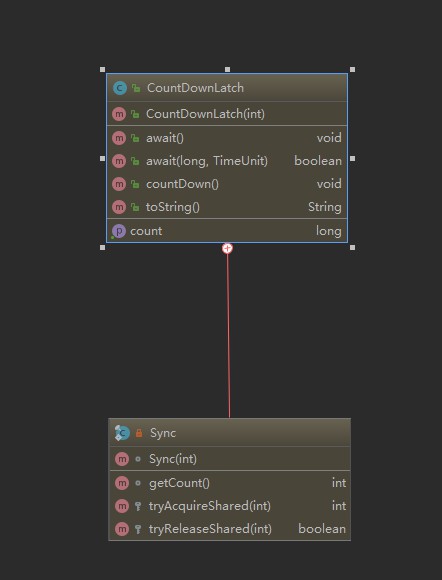 CountDownLatch
CountDownLatch(int)
await() void
await(long, TimeUnit) boolean
countDown() void
toString() String
count long
Sync
Sync(int)
getCount() int
tryAcquireShared(int) int
tryReleaseShared(int) boolean